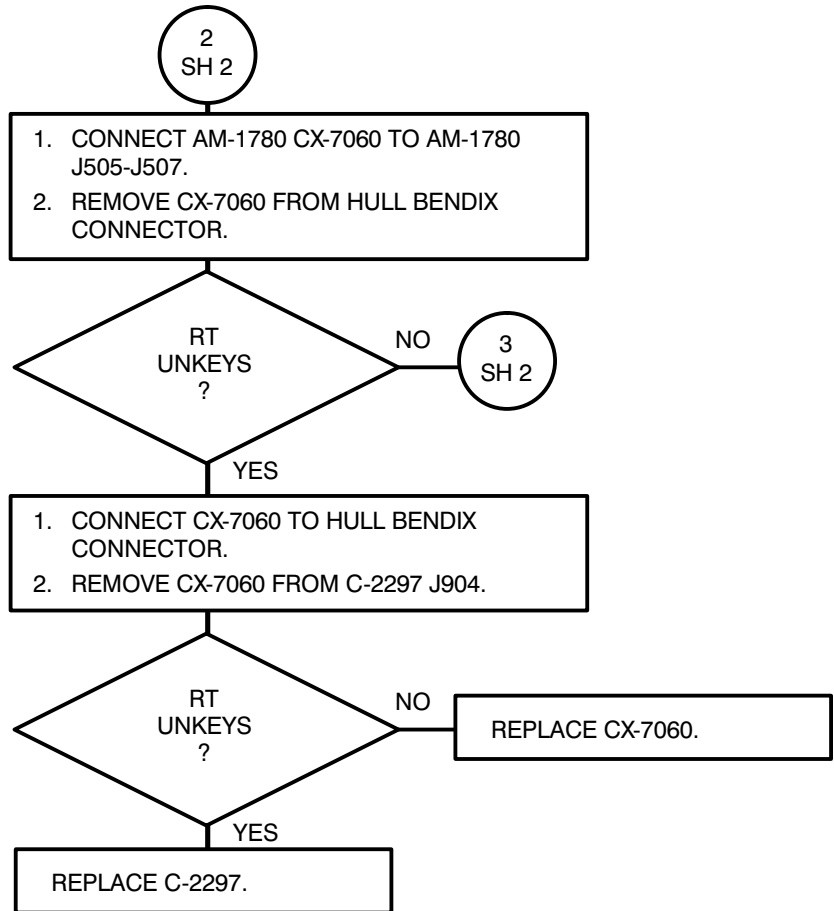 2
SH 2
1. CONNECT AM-1780 CX-7060 TO AM-1780
J505-J507.
2. REMOVE CX-7060 FROM HULL BENDIX
CONNECTOR.
RT
UNKEYS
?
NO
3
SH 2
YES
1. CONNECT CX-7060 TO HULL BENDIX
CONNECTOR.
2. REMOVE CX-7060 FROM C-2297 J904.
RT
UNKEYS
?
NO
REPLACE CX-7060.
YES
REPLACE C-2297.